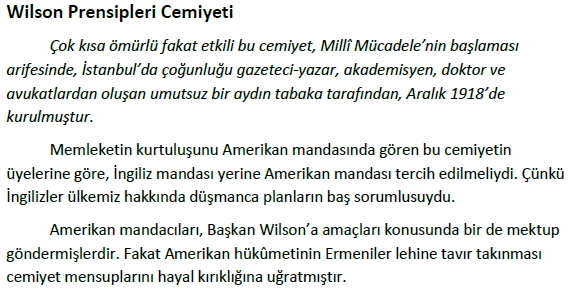 Wilson Prensipleri Cemiyeti
Çok kısa ömürlü fakat etkili bu cemiyet, Millî Mücadele’nin başlaması
arifesinde, İstanbul’da çoğunluğu gazeteci-yazar, akademisyen, doktor ve
avukatlardan oluşan umutsuz bir aydın tabaka tarafından, Aralık 1918’de
kurulmuştur.
Memleketin kurtuluşunu Amerikan mandasında gören bu cemiyetin
üyelerine göre, İngiliz mandası yerine Amerikan mandası tercih edilmeliydi. Çünkü
İngilizler ülkemiz hakkında düşmanca planların baş sorumlusuydu.
Amerikan mandacıları, Başkan Wilson’a amaçları konusunda bir de mektup
göndermişlerdir. Fakat Amerikan hükûmetinin Ermeniler lehine tavır takınması
cemiyet mensuplarını hayal kırıklığına uğratmıştır.